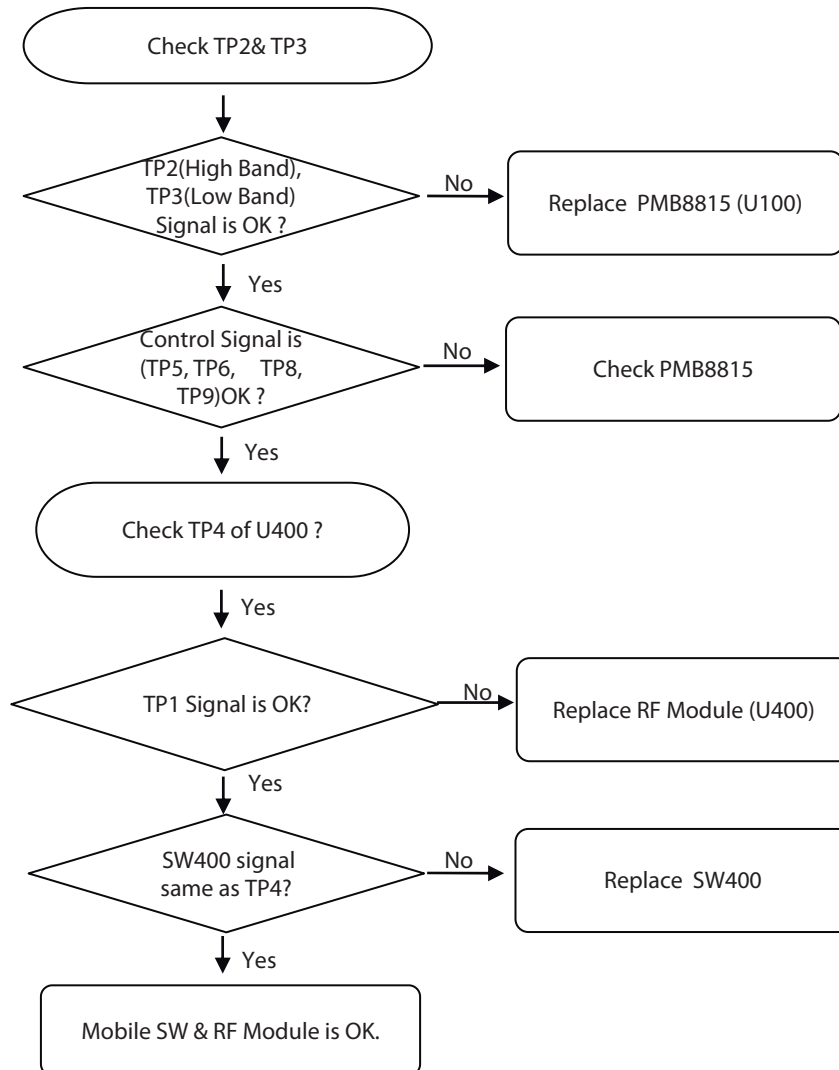 Check TP2& TP3
TP2(High Band),
TP3(Low Band)
Signal is OK ?
No
Replace PMB8815 (U100)
Yes
Control Signal is
(TP5, TP6, TP8,
TP9)OK ?
No
Check PMB8815
Yes
Check TP4 of U400 ?
Yes
TP1 Signal is OK?
No
Replace RF Module (U400)
Yes
SW400 signal
same as TP4?
No
Replace SW400
Yes
Mobile SW & RF Module is OK.